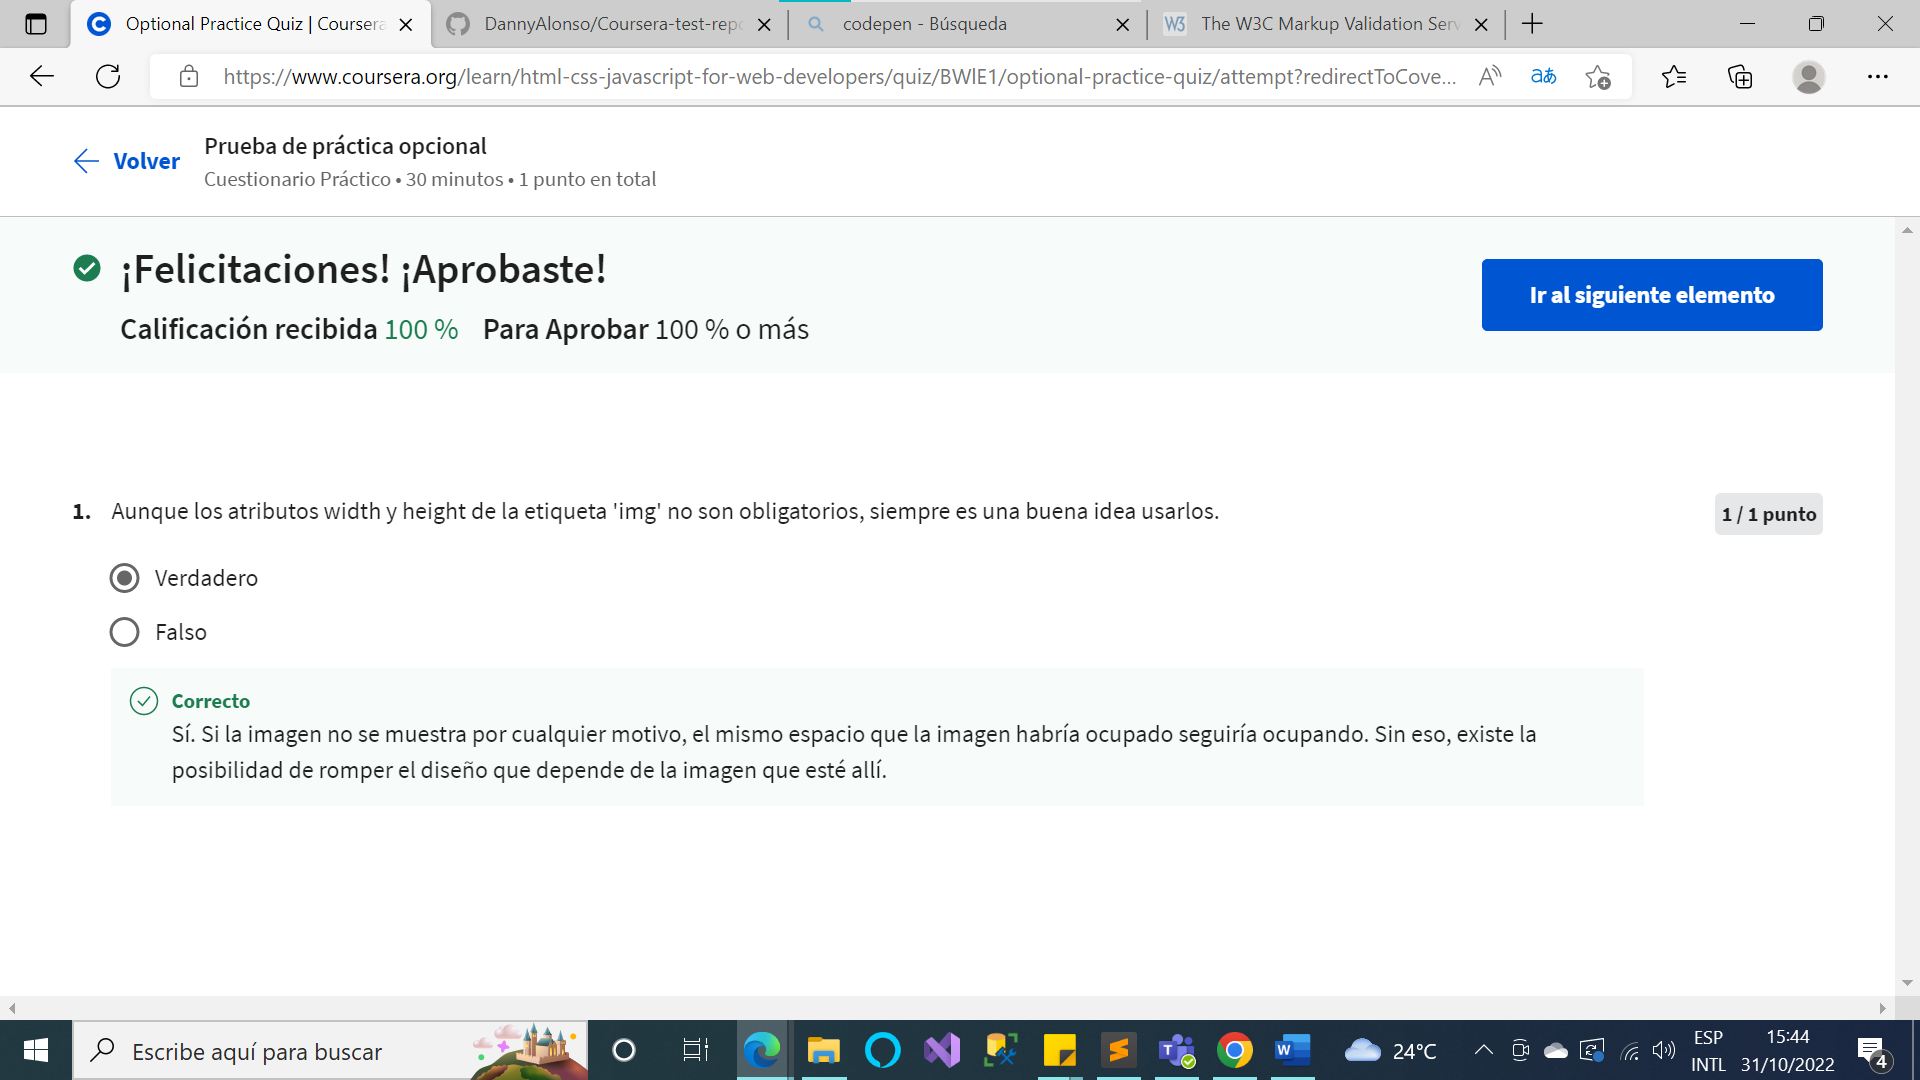 Optional Practice Quiz | Coursera
DannyAlonso/Coursera-test-repo
codepen - Búsqueda
The W3C Markup Validation Serv
https://www.coursera.org/learn/html-css-javascript-for-web-developers/quiz/BWlE1/optional-practice-quiz/attempt?redirectToCove...
Volver
Prueba de práctica opcional
Cuestionario Práctico • 30 minutos • 1 punto en total
¡Felicitaciones! ¡Aprobaste!
Calificación recibida 100 % Para Aprobar 100 % o más
Ir al siguiente elemento
1. Aunque los atributos width y height de la etiqueta 'img' no son obligatorios, siempre es una buena idea usarlos.
1 / 1 punto
Verdadero
Falso
Correcto
Sí. Si la imagen no se muestra por cualquier motivo, el mismo espacio que la imagen habría ocupado seguiría ocupando. Sin eso, existe la
posibilidad de romper el diseño que depende de la imagen que esté allí.
Escribe aquí para buscar
24°C
ESP
INTL
15:44
31/10/2022
4